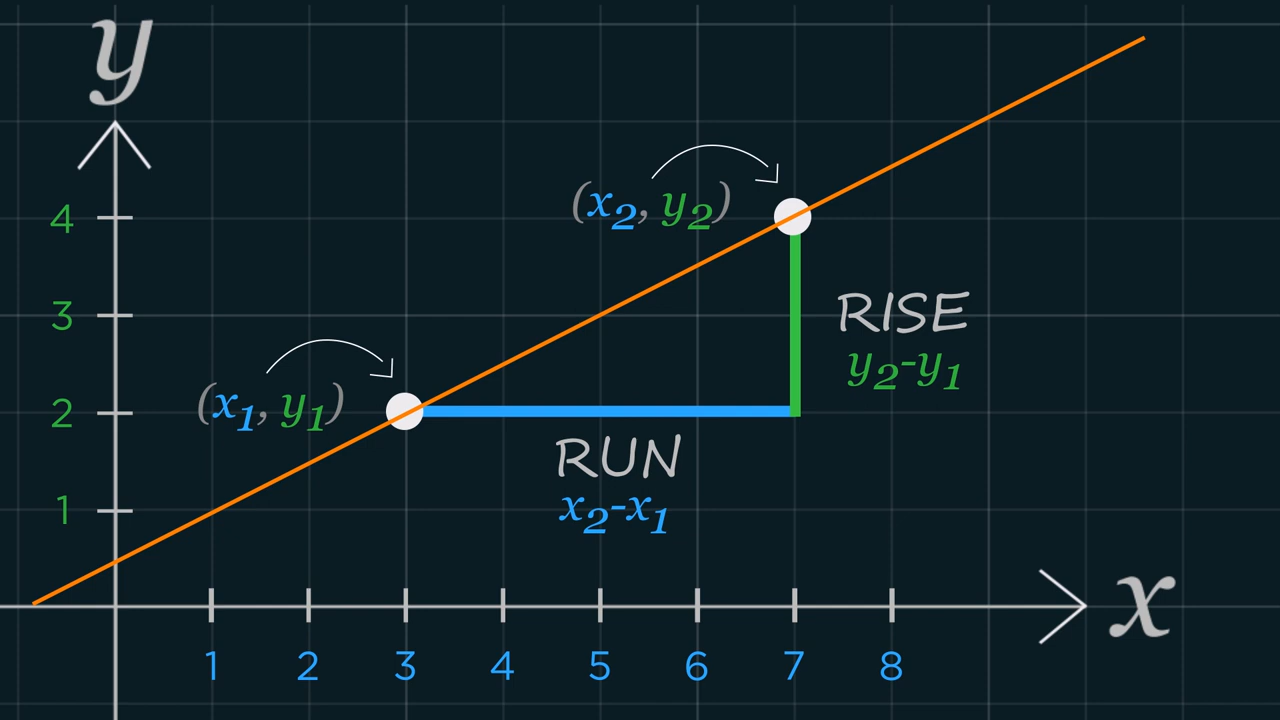 y
4
(x₂, y₂)
3
RISE
y₂-y₁
(x₁, y₁)
2
RUN
x₂-x₁
1
x
1 2 3 4 5 6 7 8